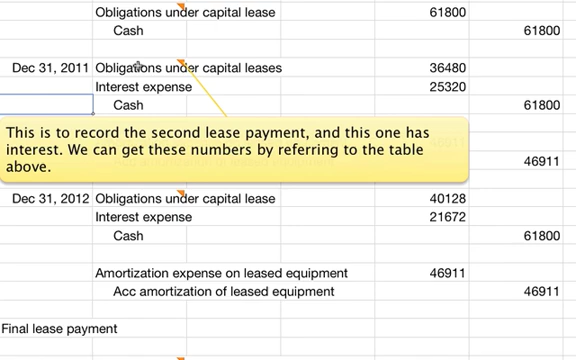 Obligations under capital lease 61800
Cash 61800
Dec 31, 2011 Obligations under capital leases 36480
Interest expense 25320
Cash 61800
This is to record the second lease payment, and this one has
interest. We can get these numbers by referring to the table
above.
46911
46911
Dec 31, 2012 Obligations under capital lease 40128
Interest expense 21672
Cash 61800
Amortization expense on leased equipment 46911
Acc amortization of leased equipment 46911
Final lease payment